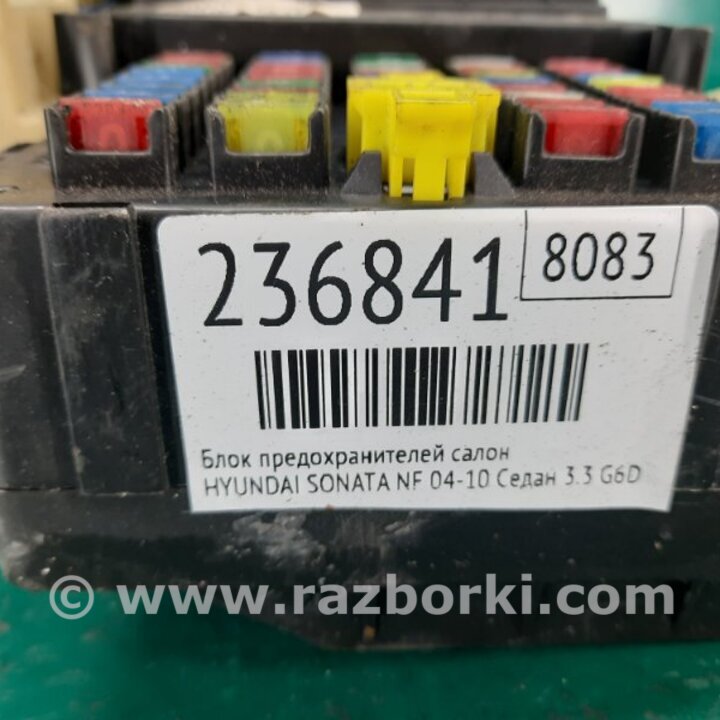 236841
8083
Блок предохранителей салон
HYUNDAI SONATA NF 04-10 Седан 3.3 G6D
© www.razborki.com